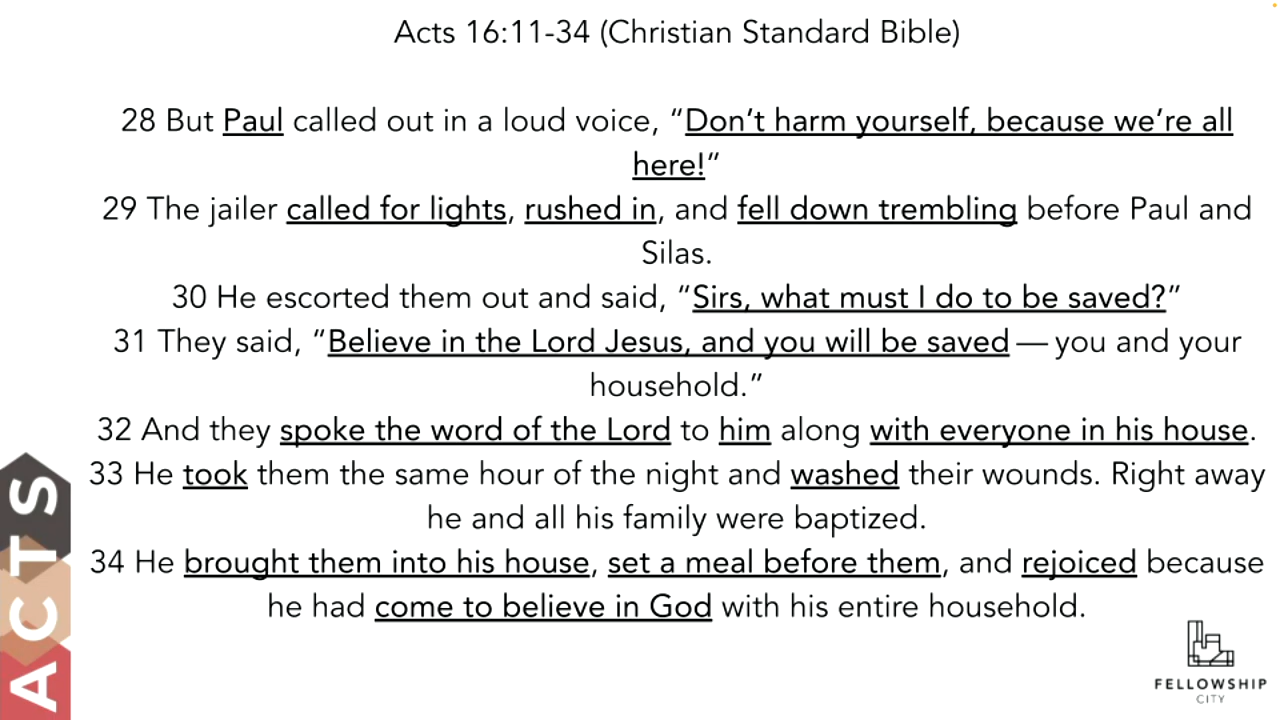 Acts 16:11-34 (Christian Standard Bible)
28 But Paul called out in a loud voice, “Don’t harm yourself, because we’re all
here!”
29 The jailer called for lights, rushed in, and fell down trembling before Paul and
Silas.
30 He escorted them out and said, “Sirs, what must I do to be saved?”
31 They said, “Believe in the Lord Jesus, and you will be saved — you and your
household.”
32 And they spoke the word of the Lord to him along with everyone in his house.
33 He took them the same hour of the night and washed their wounds. Right away
he and all his family were baptized.
34 He brought them into his house, set a meal before them, and rejoiced because
he had come to believe in God with his entire household.
ACTS
FELLOWSHIP
CITY